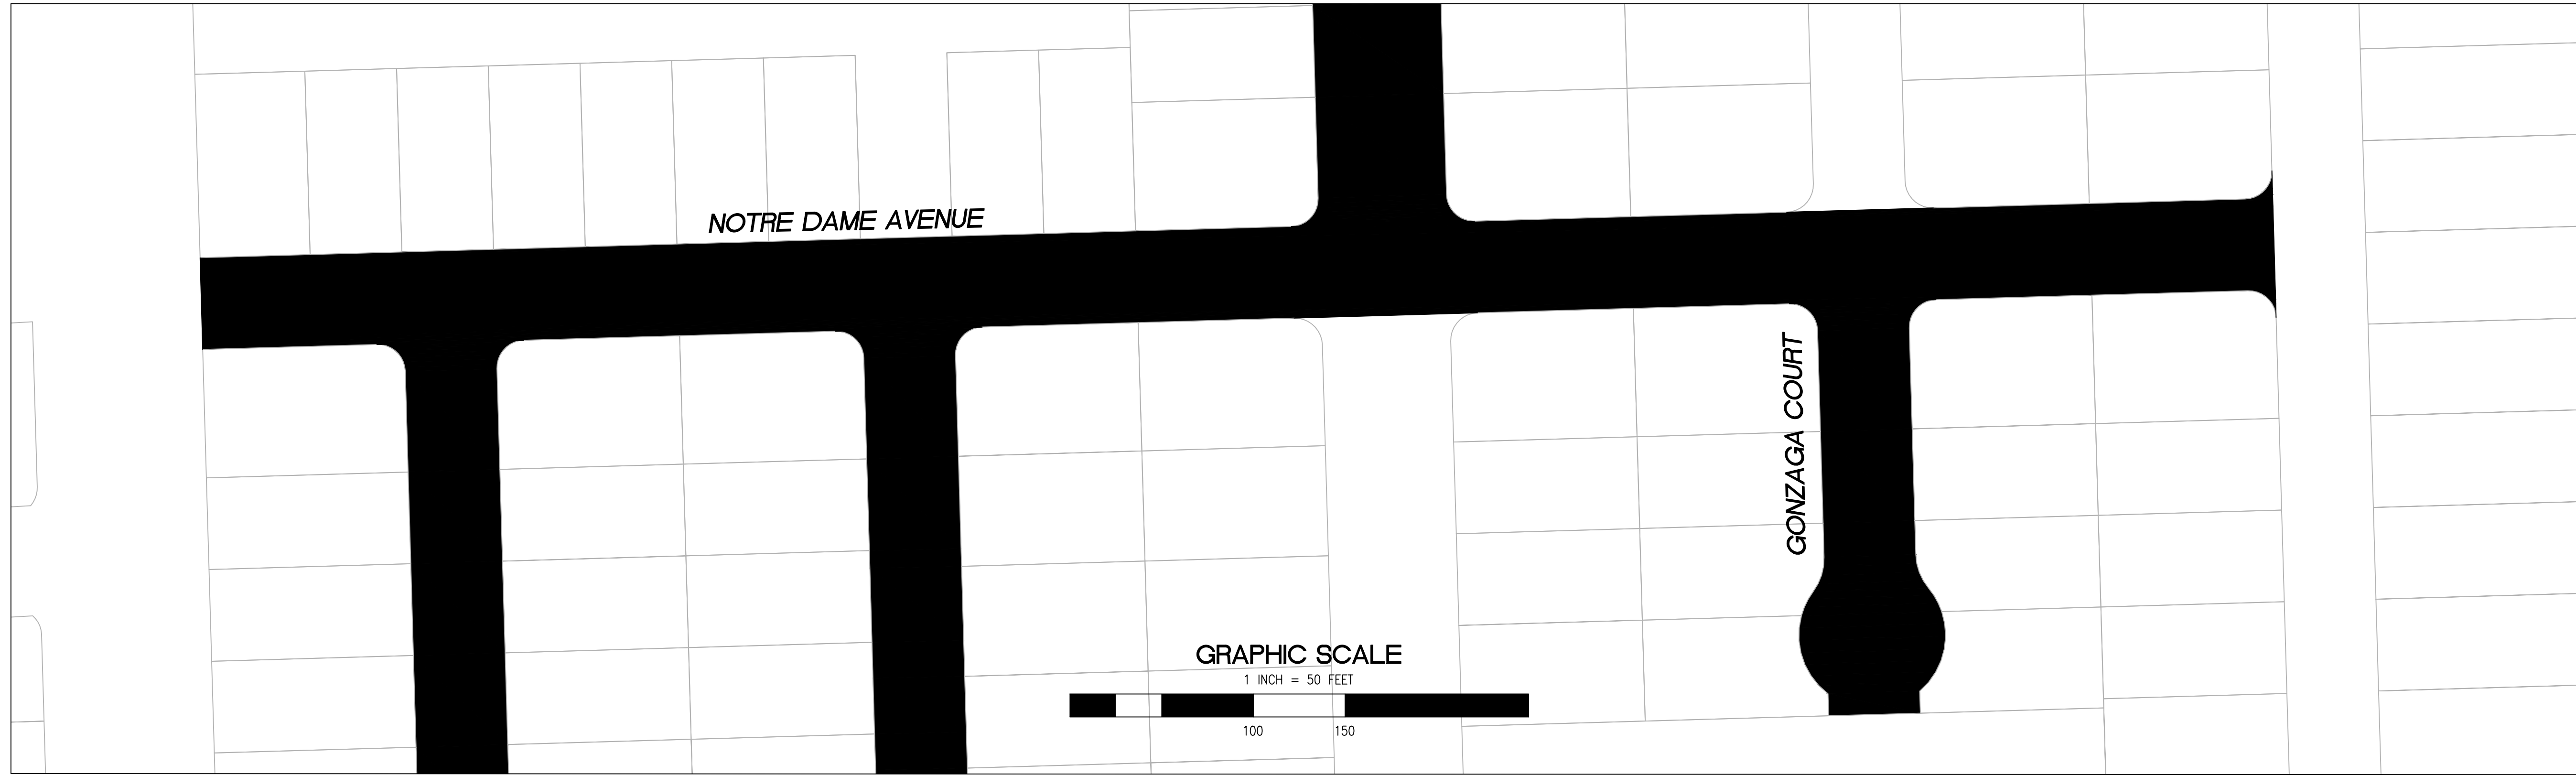 NOTRE DAME AVENUE
GONZAGA COURT
GRAPHIC SCALE
1 INCH = 50 FEET
100 150